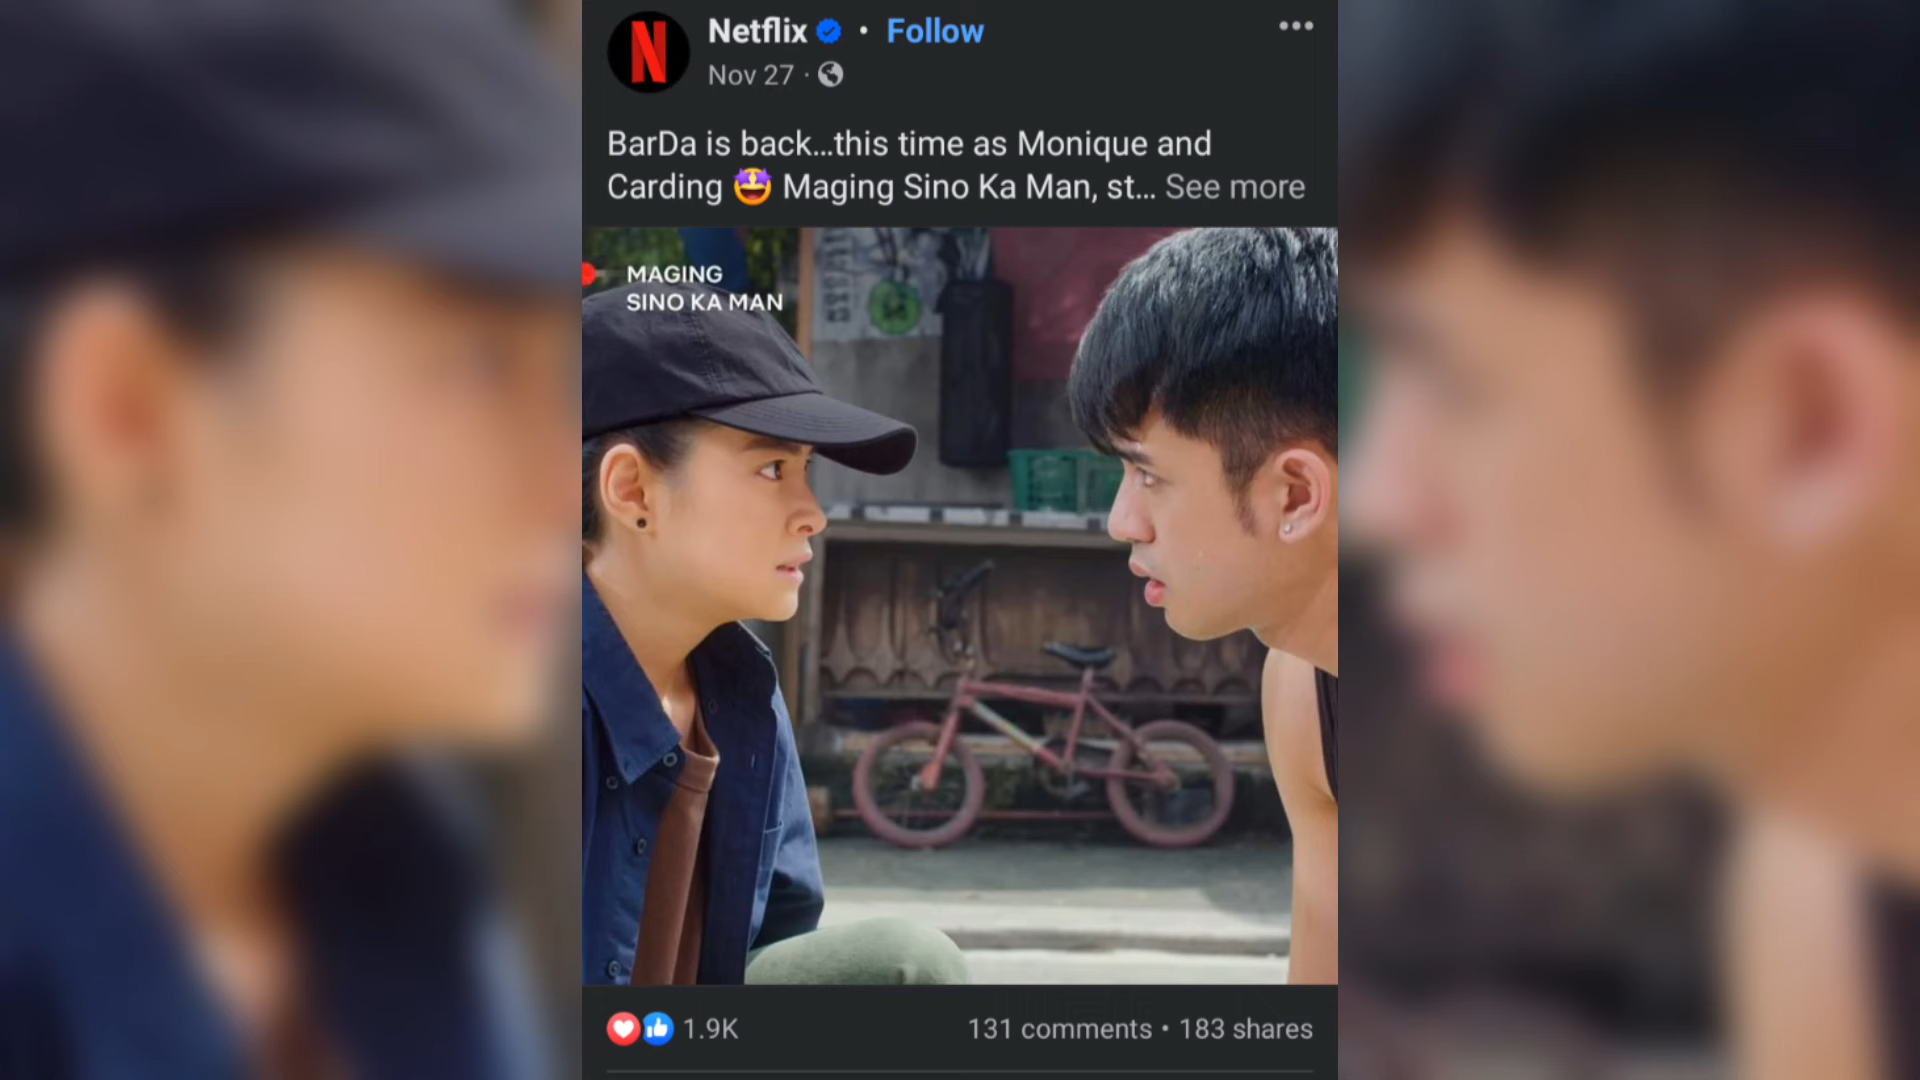 Netflix • Follow
Nov 27 ·
BarDa is back...this time as Monique and
Carding 🤩 Maging Sino Ka Man, st... See more
MAGING
SINO KA MAN
1.9K 131 comments • 183 shares